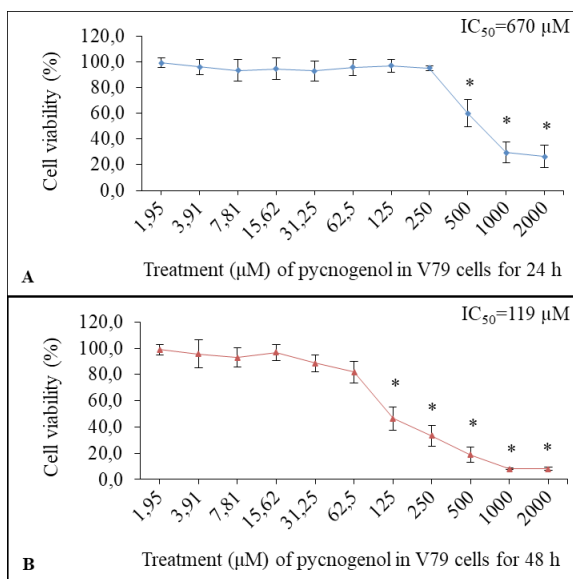 IC50=670 μM
Cell viability (%)
120,0
100,0
80,0
60,0
40,0
20,0
0,0
* * *
1,95 3,91 7,81 15,62 31,25 62,5 125 250 500 1000 2000
Treatment (μM) of pycnogenol in V79 cells for 24 h
A
IC50=119 μM
Cell viability (%)
120,0
100,0
80,0
60,0
40,0
20,0
0,0
* * * * *
1,95 3,91 7,81 15,62 31,25 62,5 125 250 500 1000 2000
Treatment (μM) of pycnogenol in V79 cells for 48 h
B